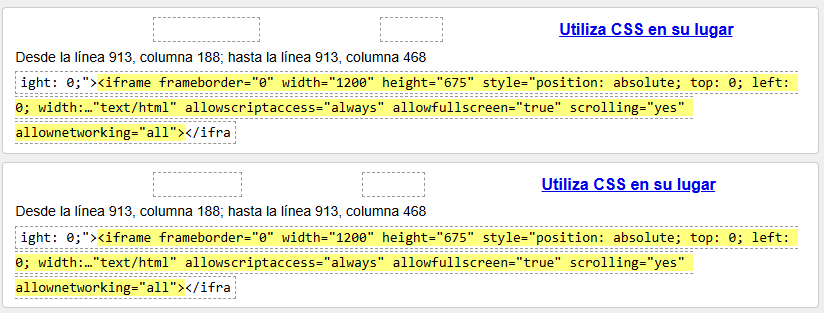 Utiliza CSS en su lugar
Desde la línea 913, columna 188; hasta la línea 913, columna 468
ight: 0;"><iframe frameborder="0" width="1200" height="675" style="position: absolute; top: 0; left:
0; width:…"text/html" allowscriptaccess="always" allowfullscreen="true" scrolling="yes"
allownetworking="all"></ifra
Utiliza CSS en su lugar
Desde la línea 913, columna 188; hasta la línea 913, columna 468
ight: 0;"><iframe frameborder="0" width="1200" height="675" style="position: absolute; top: 0; left:
0; width:…"text/html" allowscriptaccess="always" allowfullscreen="true" scrolling="yes"
allownetworking="all"></ifra